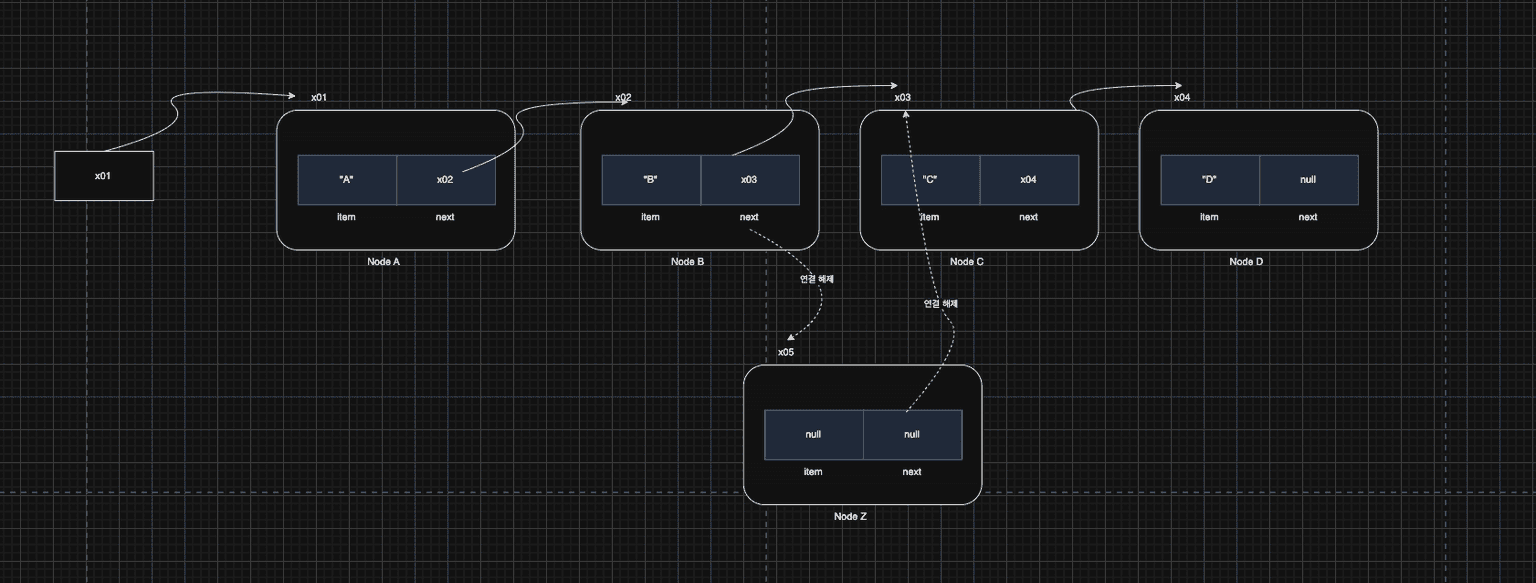 x01
x01
"A"
x02
item
next
Node A
x02
"B"
x03
item
next
Node B
x03
"C"
x04
item
next
Node C
x04
"D"
null
item
next
Node D
연결 해제
연결 해제
x05
null
null
item
next
Node Z